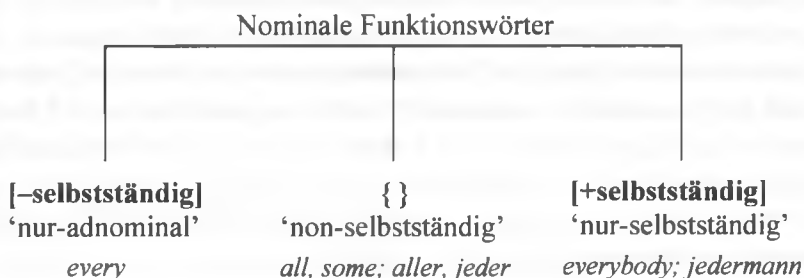 Nominale Funktionswörter
[–selbstständig] { } [+selbstständig]
‘nur-adnominal’ ‘non-selbstständig’ ‘nur-selbstständig’
every all, some; aller, jeder everybody; jedermann